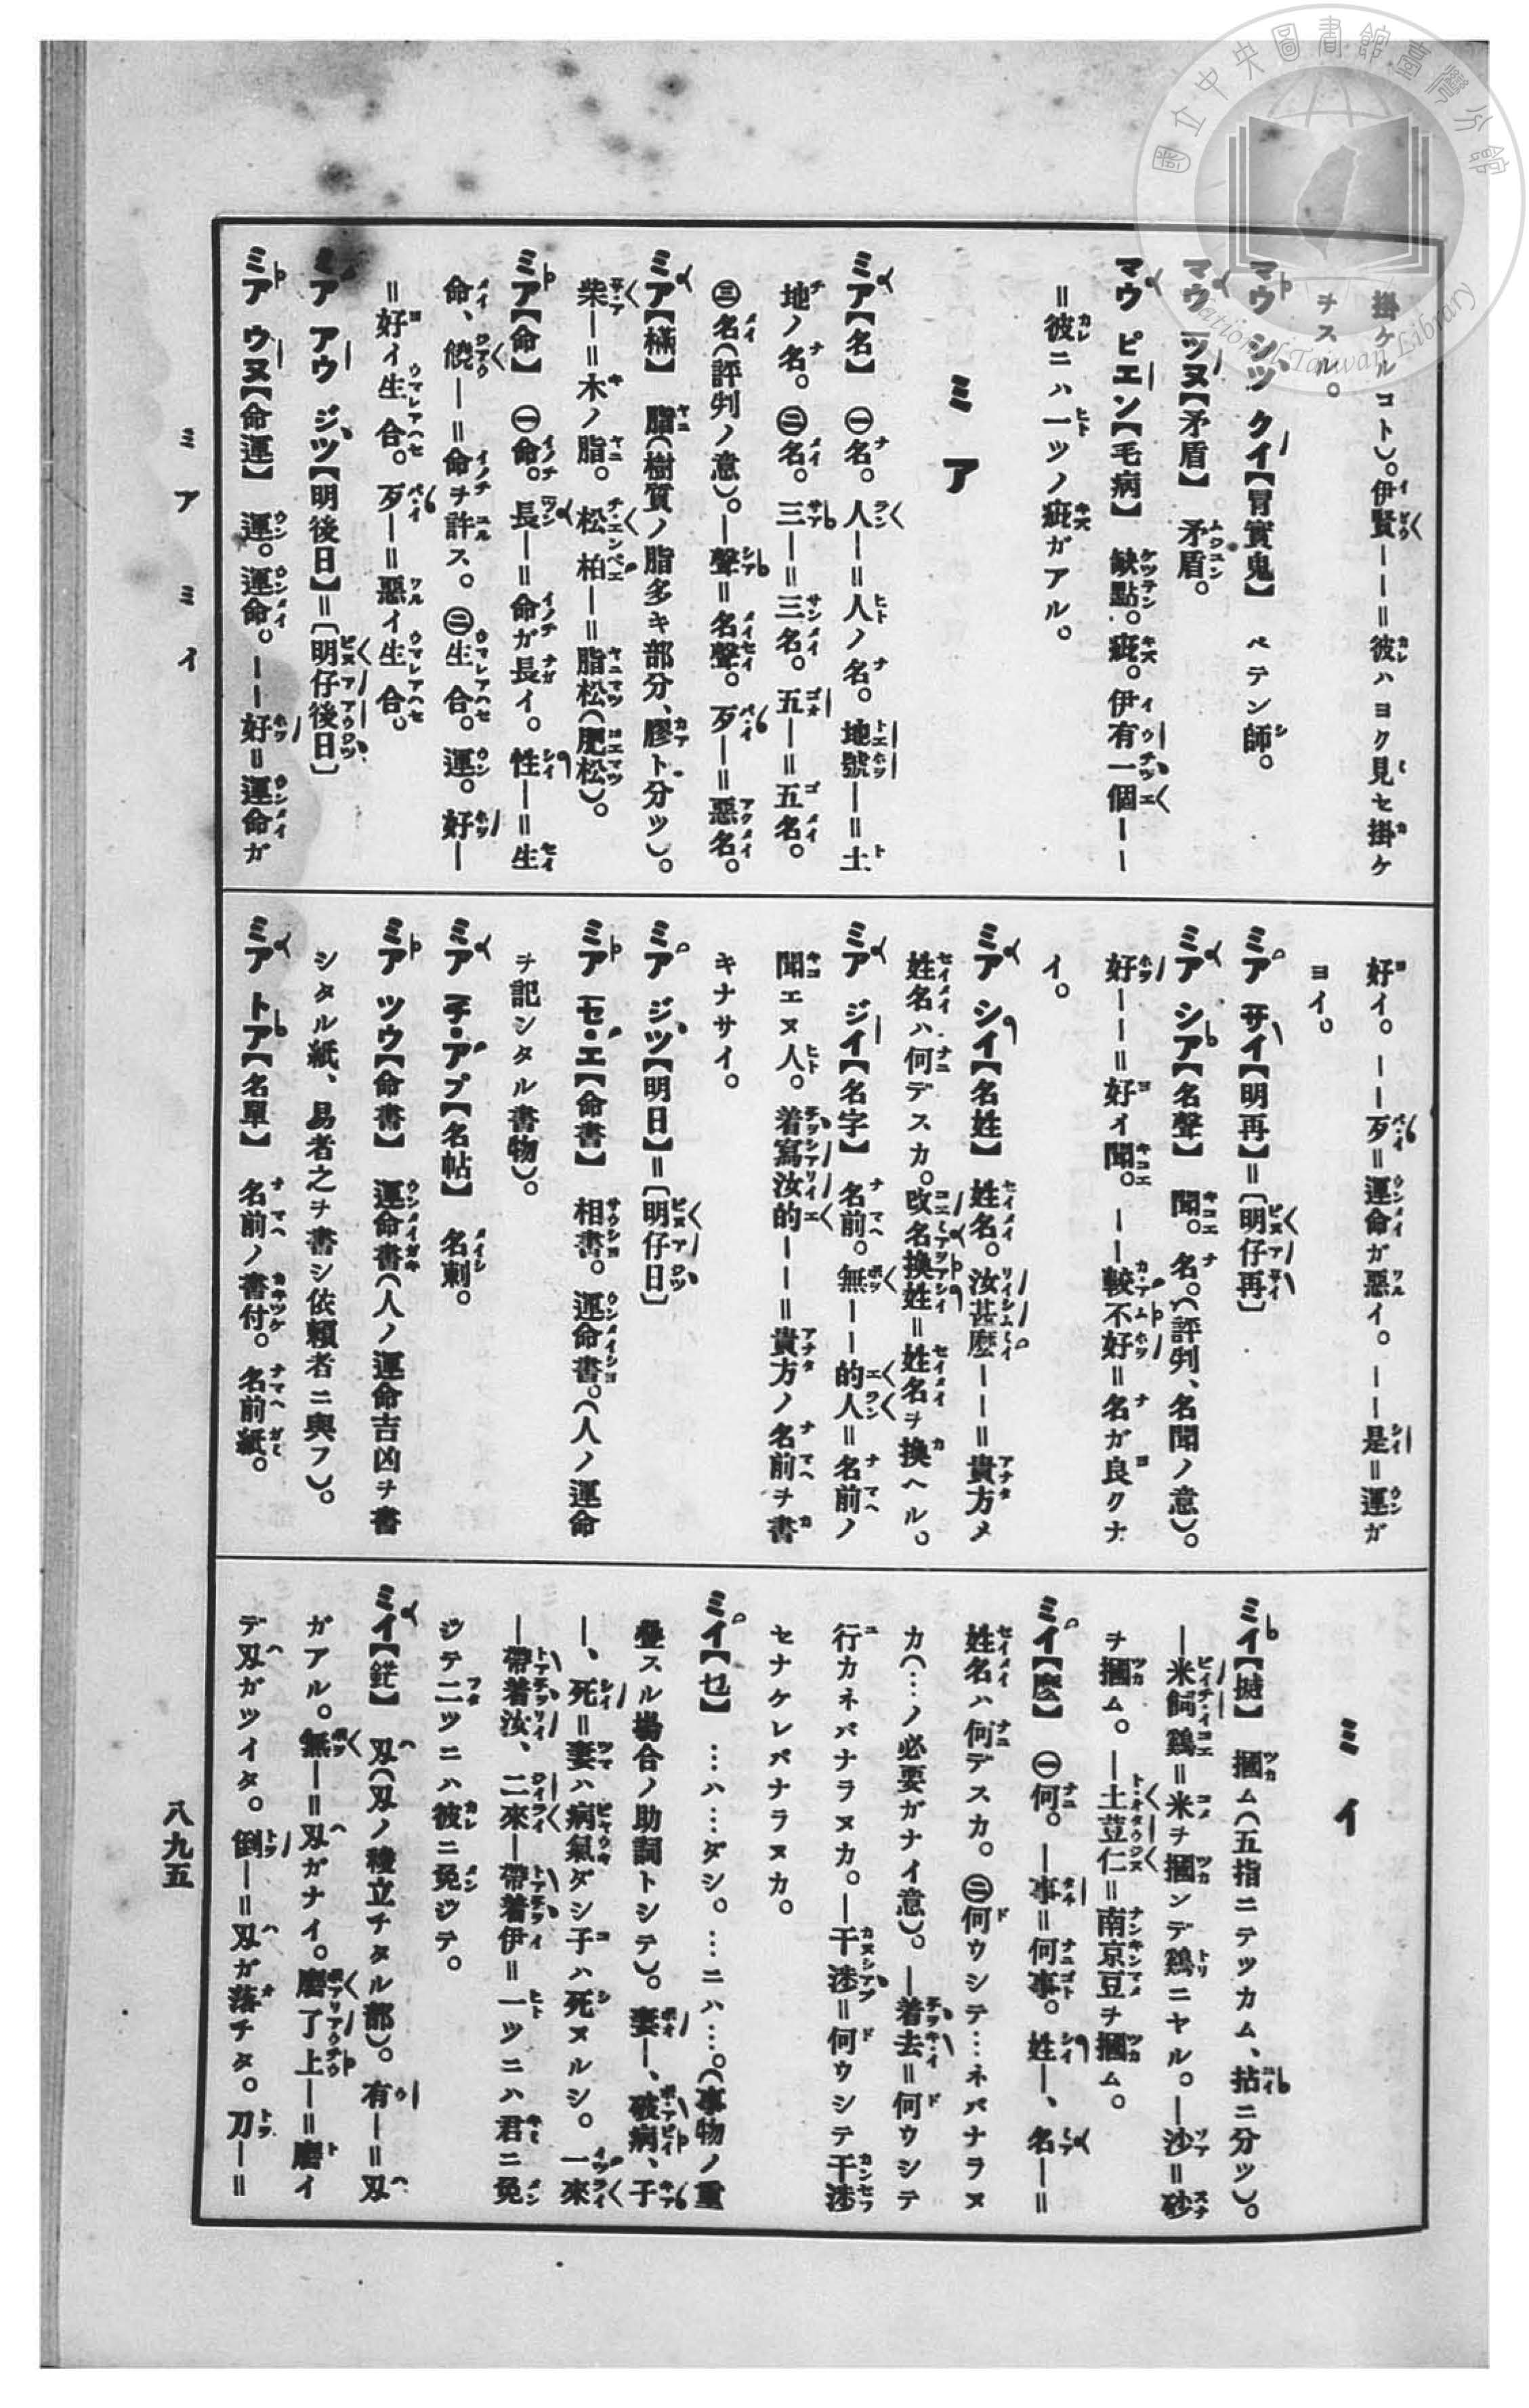 掛ケルコト)。伊賢——＝彼ハヨク見セ掛ケ
ヲスル。
マウ シツ クイ【冒實鬼】 ペテン師。
マウ ツヌ【矛盾】 矛盾。
マウ ピエン【毛病】 缺點。疵。伊有一個——
＝彼ニハ一ツノ疵ガアル。
ミア
ミア【名】 ㊀名。人—＝人ノ名。地號—＝土
地ノ名。㊁名。三—＝三名。五—＝五名。
㊂名(評判ノ意)。—聲＝名聲。歹—＝惡名。
ミア【樠】 脂(樹質ノ脂多キ部分、膠ト分ツ)。
柴—＝木ノ脂。松柏—＝脂松(肥松)。
ミア【命】 ㊀命。長—＝命ガ長イ。性—＝生
命、饒—＝命ヲ許ス。㊁生合。運。好—
＝好イ生合。歹—＝惡イ生合。
ミア アウ ジツ【明後日】＝〔明仔後日〕
ミア ウヌ【命運】 運。運命。——好＝運命ガ
好イ。——歹＝運命ガ惡イ。——是＝運ガ
ヨイ。
ミア サイ【明再】＝〔明仔再〕
ミア シア【名聲】 聞。名。(評判、名聞ノ意)。
好——＝好イ聞。——較不好＝名ガ良クナ
イ。
ミア シイ【名姓】 姓名。汝甚麽——＝貴方メ
姓名ハ何デスカ。改名換姓＝姓名ヲ換ヘル。
ミア ジイ【名字】 名前。無——的人＝名前ノ
聞エヌ人。着寫汝的——＝貴方ノ名前ヲ書
キナサイ。
ミア ジツ【明日】＝〔明仔日〕
ミア セ・エ【命書】 相書。運命書。(人ノ運命
ヲ記シタル書物)。
ミア チ・アプ【名帖】 名刺。
ミア ツウ【命書】 運命書(人ノ運命吉凶ヲ書
シタル紙、易者之ヲ書シ依賴者ニ與フ)。
ミア トア【名單】 名前ノ書付。名前紙。
ミイ
ミイ 摑ム(五指ニテツカム、拈ニ分ツ)。
—米飼鷄＝米ヲ摑ンデ鷄ニヤル。—沙＝砂
ヲ摑ム。—土荳仁＝南京豆ヲ摑ム。
ミイ【麽】 ㊀何。—事＝何事。姓—、名—＝
姓名ハ何デスカ。㊁何ウシテ…ネバナラヌ
カ(…ノ必要ガナイ意)。—着去＝何ウシテ
行カネバナラヌカ。—干涉＝何ウシテ干涉
セナケレバナラヌカ。
ミイ【乜】 …ハ…ダシ。…ニハ…。(事物ノ重
疊スル場合ノ助詞トシテ)。妻—、破病、子
—、死＝妻ハ病氣ダシ子ハ死ヌルシ。一來
—帶着汝、二來—帶着伊＝一ツニハ君ニ免
ジテ二ツニハ彼ニ免ジテ。
ミイ【鋩】 刄(刄ノ稜立チタル部)。有—＝刄
ガアル。無—＝刄ガナイ。磨了上—＝磨イ
デ刄ガツイタ。倒—＝刄ガ落チタ。刀—＝
ミア ミイ
八九五
國立中央圖書館臺灣分館
National Taiwan Library